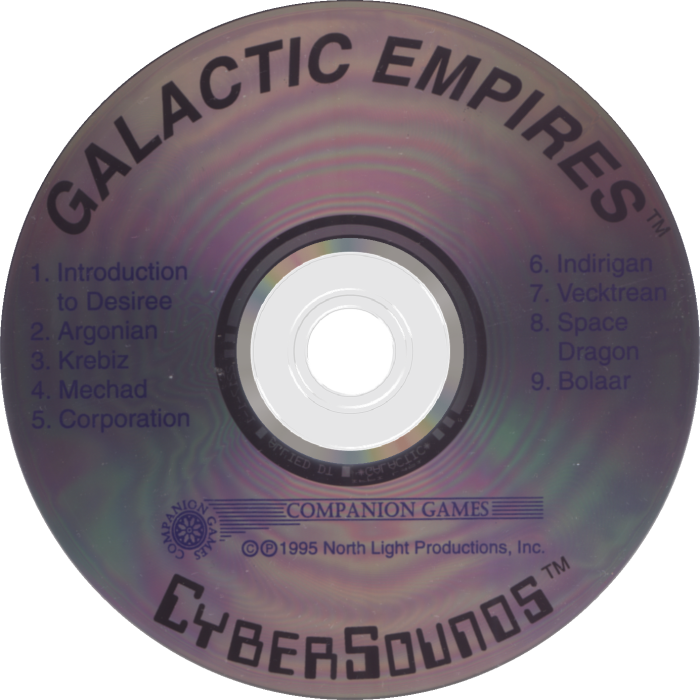 GALACTIC EMPIRES™
1. Introduction
to Desiree
2. Argonian
3. Krebiz
4. Mechad
5. Corporation
6. Indirigan
7. Vecktrean
8. Space
Dragon
9. Bolaar
COMPANION GAMES
COMPANION GAMES
©℗1995 North Light Productions, Inc.
CYBERSOUNDS™